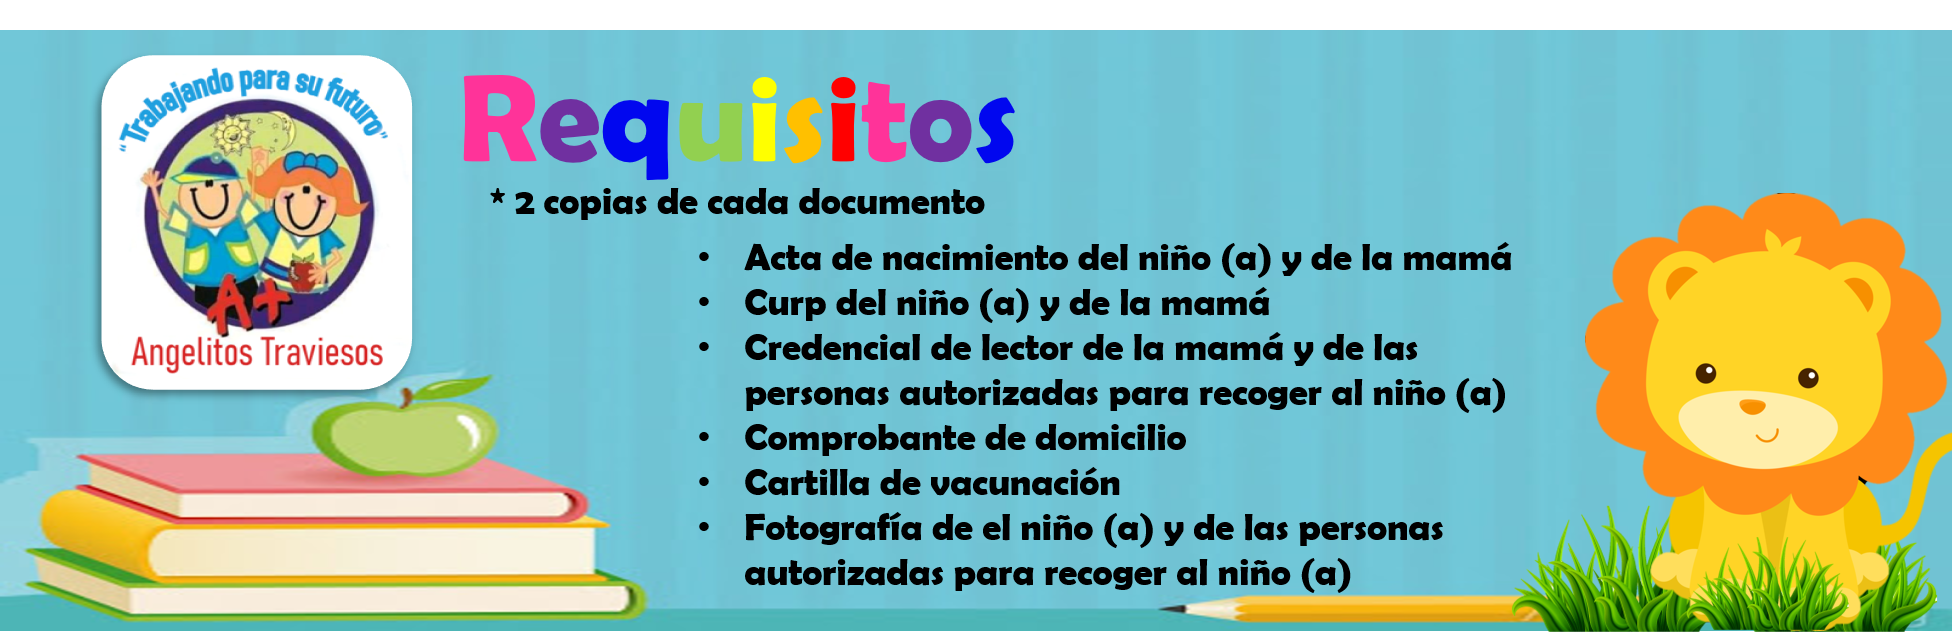 "Trabajando para su futuro"
A+
Angelitos Traviesos
Requisitos
* 2 copias de cada documento
• Acta de nacimiento del niño (a) y de la mamá
• Curp del niño (a) y de la mamá
• Credencial de lector de la mamá y de las
personas autorizadas para recoger al niño (a)
• Comprobante de domicilio
• Cartilla de vacunación
• Fotografía de el niño (a) y de las personas
autorizadas para recoger al niño (a)